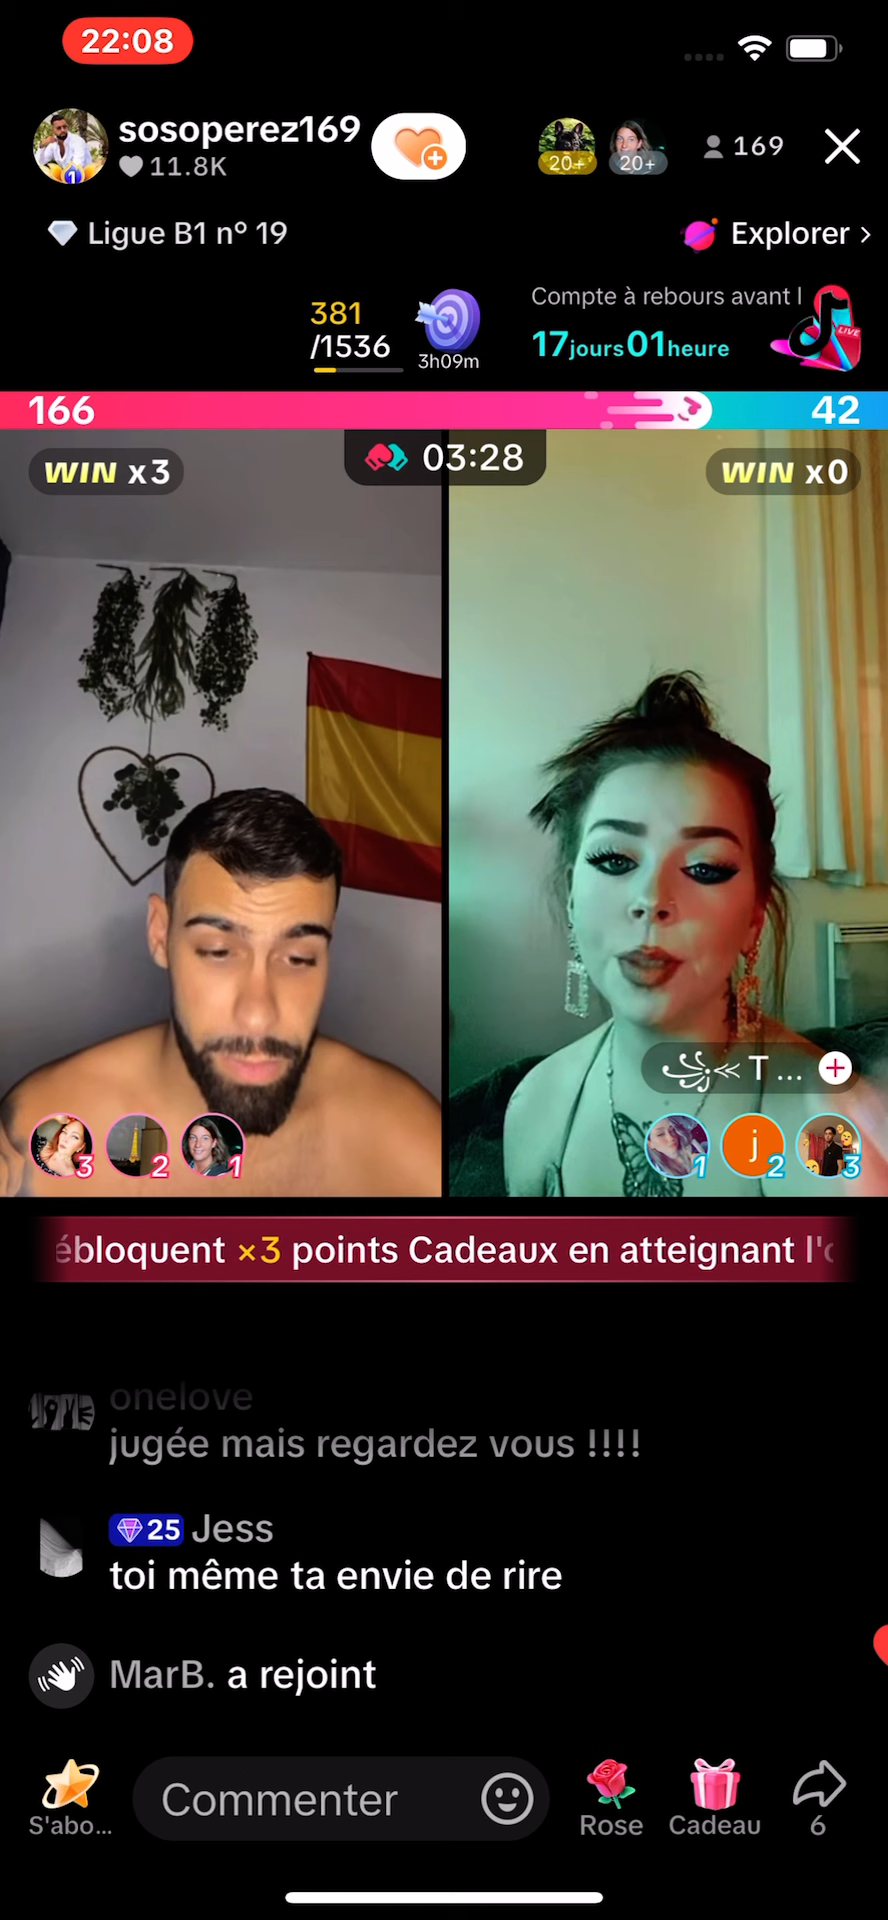 22:08
sosoperez169
11.8K
1
20+
20+
169
Ligue B1 n° 19
Explorer >
381
/1536
3h09m
Compte à rebours avant l
17jours01heure
LIVE
166
42
WIN x3
03:28
WIN x0
T ...
3
2
1
1
j
2
3
ébloquent ×3 points Cadeaux en atteignant l'o
onelove
jugée mais regardez vous !!!!
25 Jess
toi même ta envie de rire
MarB. a rejoint
S'abo...
Commenter
Rose
Cadeau
6